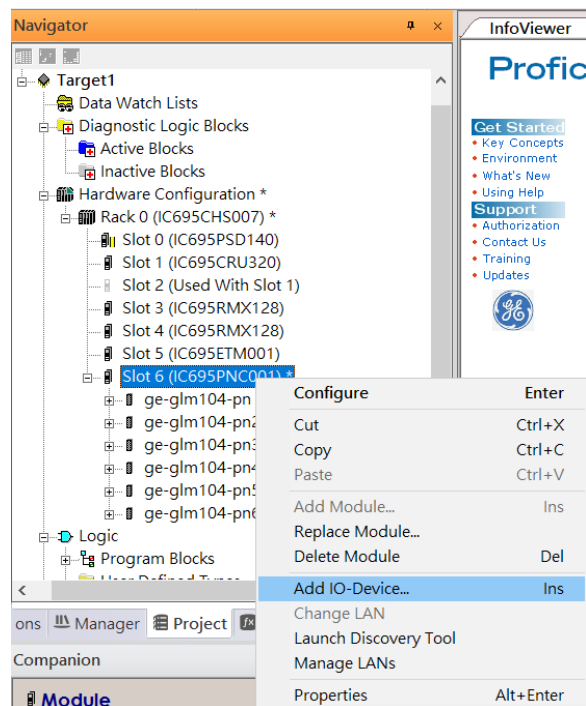 Navigator
InfoViewer
Target1
Data Watch Lists
Diagnostic Logic Blocks
Active Blocks
Inactive Blocks
Hardware Configuration *
Rack 0 (IC695CHS007) *
Slot 0 (IC695PSD140)
Slot 1 (IC695CRU320)
Slot 2 (Used With Slot 1)
Slot 3 (IC695RMX128)
Slot 4 (IC695RMX128)
Slot 5 (IC695ETM001)
Slot 6 (IC695PNC001) *
ge-glm104-pn
ge-glm104-pn2
ge-glm104-pn3
ge-glm104-pn4
ge-glm104-pn5
ge-glm104-pn6
Logic
Program Blocks
User Defined Types
ons Manager Project
Companion
Module
Profic
Get Started
Key Concepts
Environment
What's New
Using Help
Support
Authorization
Contact Us
Training
Updates
Configure Enter
Cut Ctrl+X
Copy Ctrl+C
Paste Ctrl+V
Add Module... Ins
Replace Module...
Delete Module Del
Add IO-Device... Ins
Change LAN
Launch Discovery Tool
Manage LANs
Properties Alt+Enter